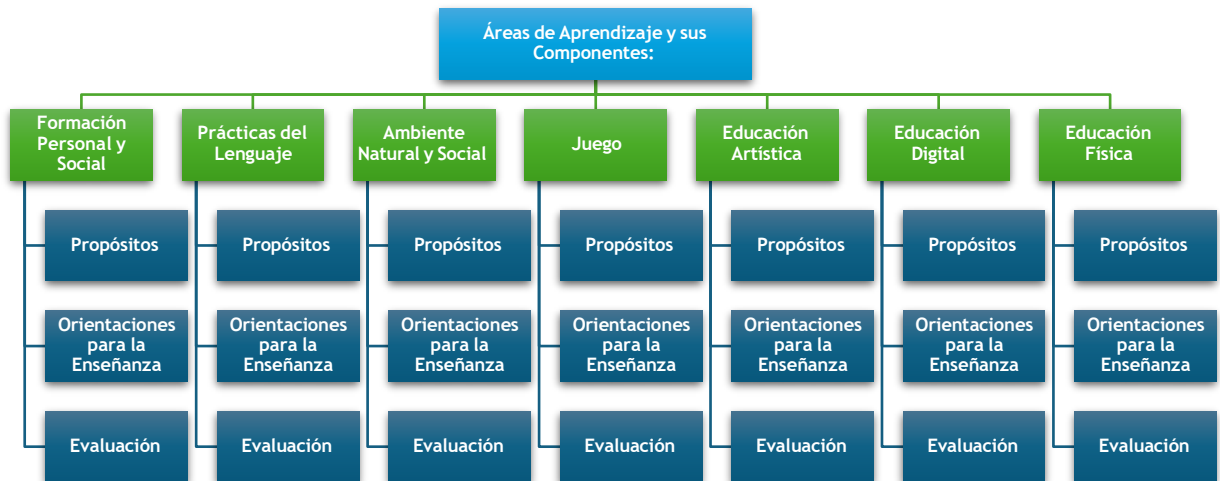 Áreas de Aprendizaje y sus
Componentes:
Formación
Personal y
Social
Prácticas del
Lenguaje
Ambiente
Natural y Social
Juego
Educación
Artística
Educación
Digital
Educación
Física
Propósitos
Propósitos
Propósitos
Propósitos
Propósitos
Propósitos
Propósitos
Orientaciones
para la
Enseñanza
Orientaciones
para la
Enseñanza
Orientaciones
para la
Enseñanza
Orientaciones
para la
Enseñanza
Orientaciones
para la
Enseñanza
Orientaciones
para la
Enseñanza
Orientaciones
para la
Enseñanza
Evaluación
Evaluación
Evaluación
Evaluación
Evaluación
Evaluación
Evaluación